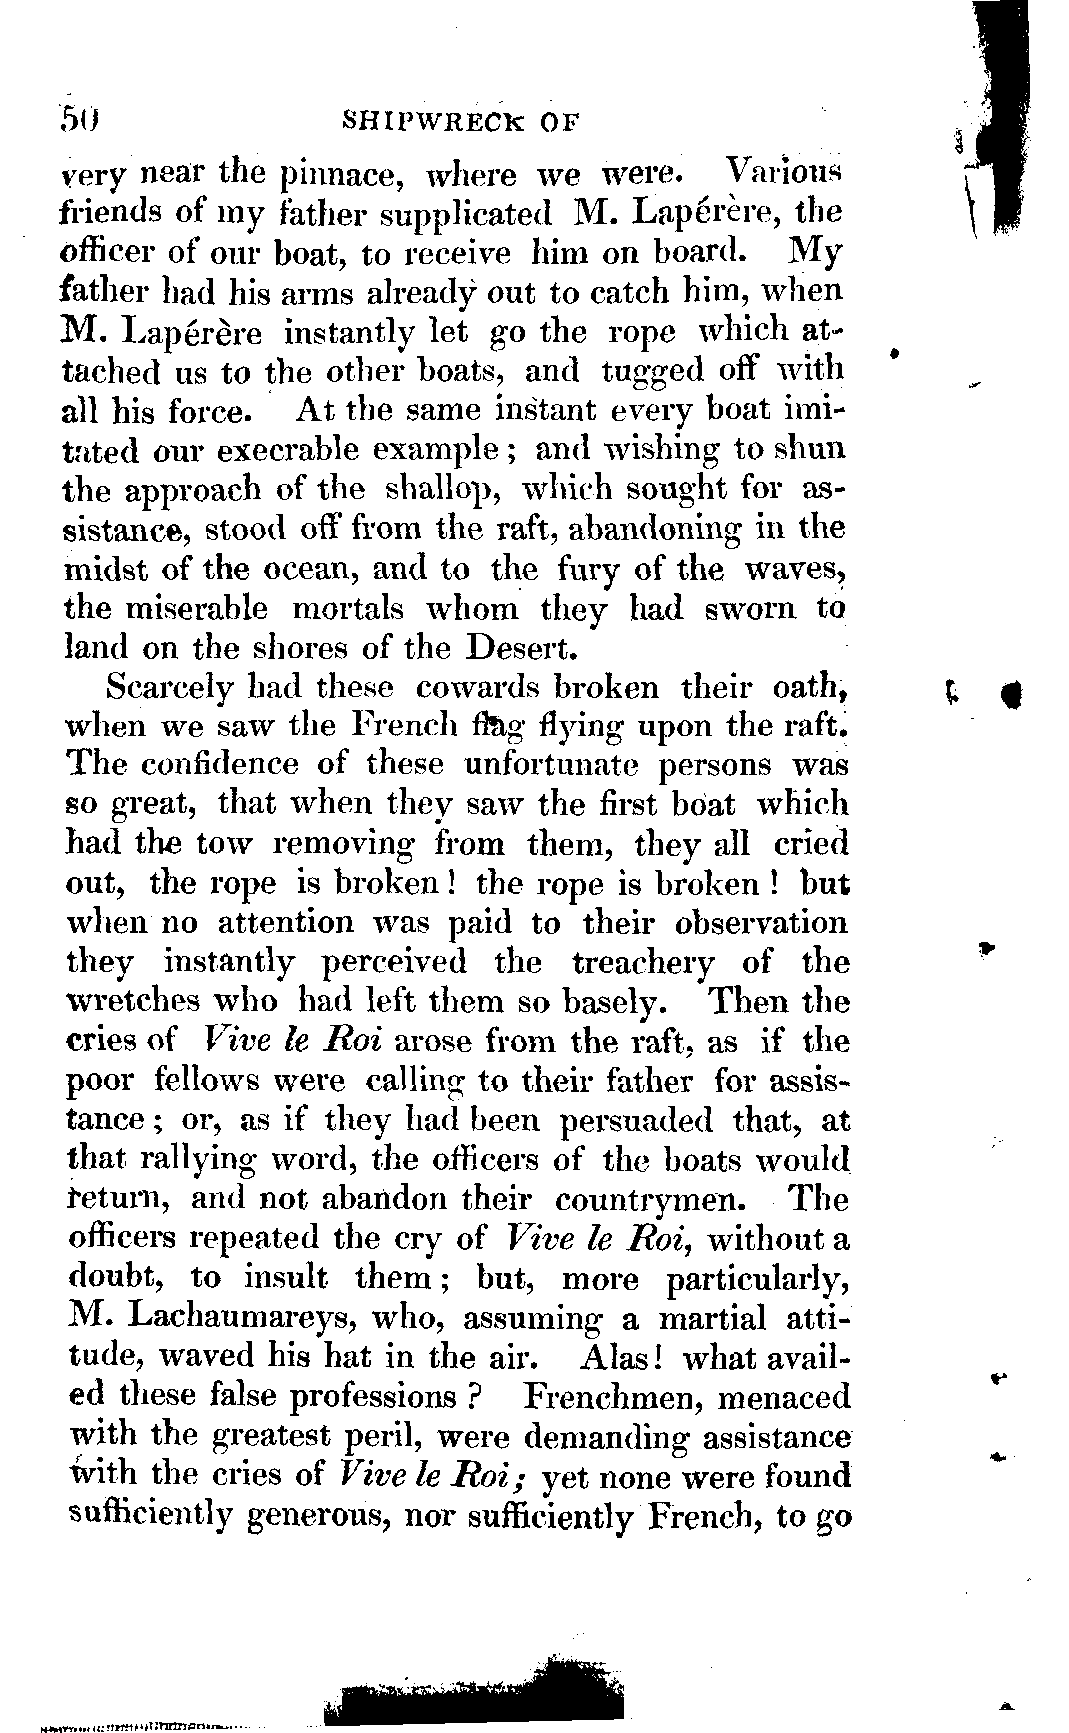 50 SHIPWRECK OF
very near the pinnace, where we were. Various
friends of my father supplicated M. Lapérère, the
officer of our boat, to receive him on board. My
father had his arms already out to catch him, when
M. Lapérère instantly let go the rope which at-
tached us to the other boats, and tugged off with
all his force. At the same instant every boat imi-
tated our execrable example; and wishing to shun
the approach of the shallop, which sought for as-
sistance, stood off from the raft, abandoning in the
midst of the ocean, and to the fury of the waves,
the miserable mortals whom they had sworn to
land on the shores of the Desert.
Scarcely had these cowards broken their oath,
when we saw the French flag flying upon the raft.
The confidence of these unfortunate persons was
so great, that when they saw the first boat which
had the tow removing from them, they all cried
out, the rope is broken! the rope is broken! but
when no attention was paid to their observation
they instantly perceived the treachery of the
wretches who had left them so basely. Then the
cries of Vive le Roi arose from the raft, as if the
poor fellows were calling to their father for assis-
tance; or, as if they had been persuaded that, at
that rallying word, the officers of the boats would
return, and not abandon their countrymen. The
officers repeated the cry of Vive le Roi, without a
doubt, to insult them; but, more particularly,
M. Lachaumareys, who, assuming a martial atti-
tude, waved his hat in the air. Alas! what avail-
ed these false professions? Frenchmen, menaced
with the greatest peril, were demanding assistance
with the cries of Vive le Roi; yet none were found
sufficiently generous, nor sufficiently French, to go